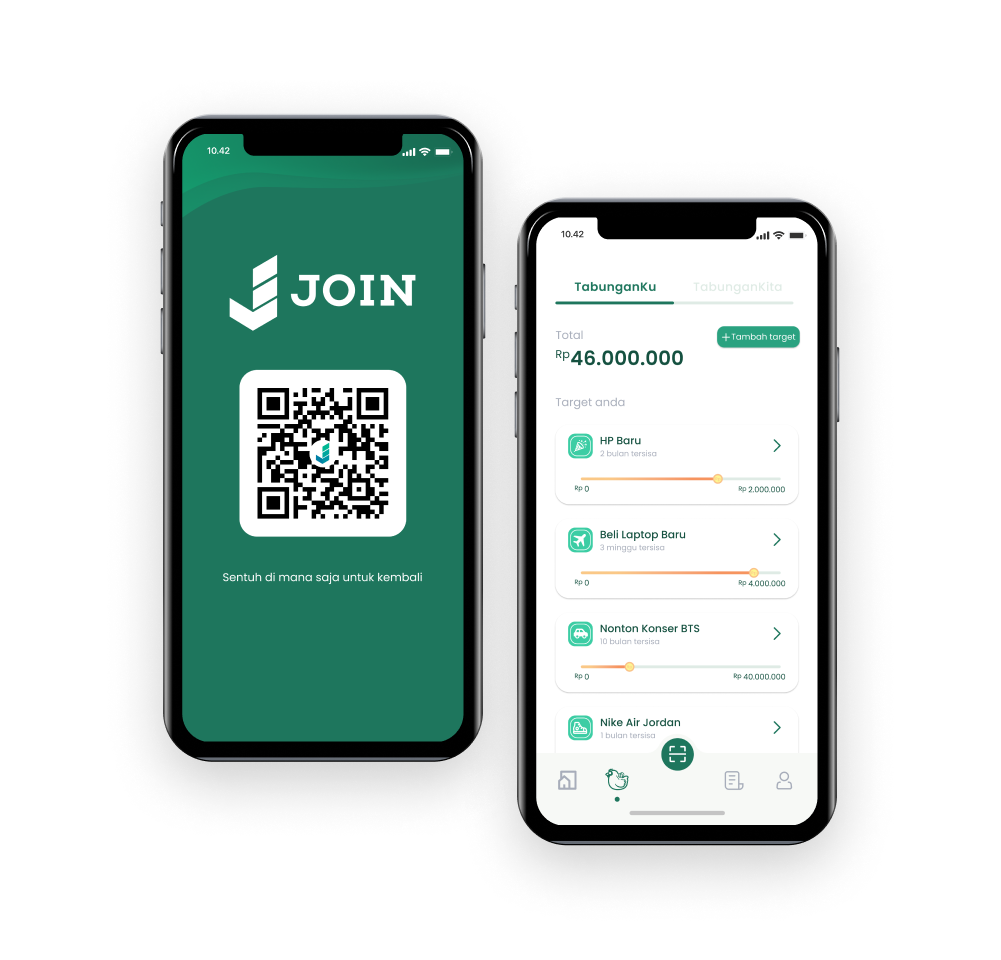 10.42
JOIN
Sentuh di mana saja untuk kembali
10.42
TabunganKu
TabunganKita
Total
Rp46.000.000
+Tambah target
Target anda
HP Baru
2 bulan tersisa
Rp 0
Rp 2.000.000
Beli Laptop Baru
3 minggu tersisa
Rp 0
Rp 4.000.000
Nonton Konser BTS
10 bulan tersisa
Rp 0
Rp 40.000.000
Nike Air Jordan
1 bulan tersisa